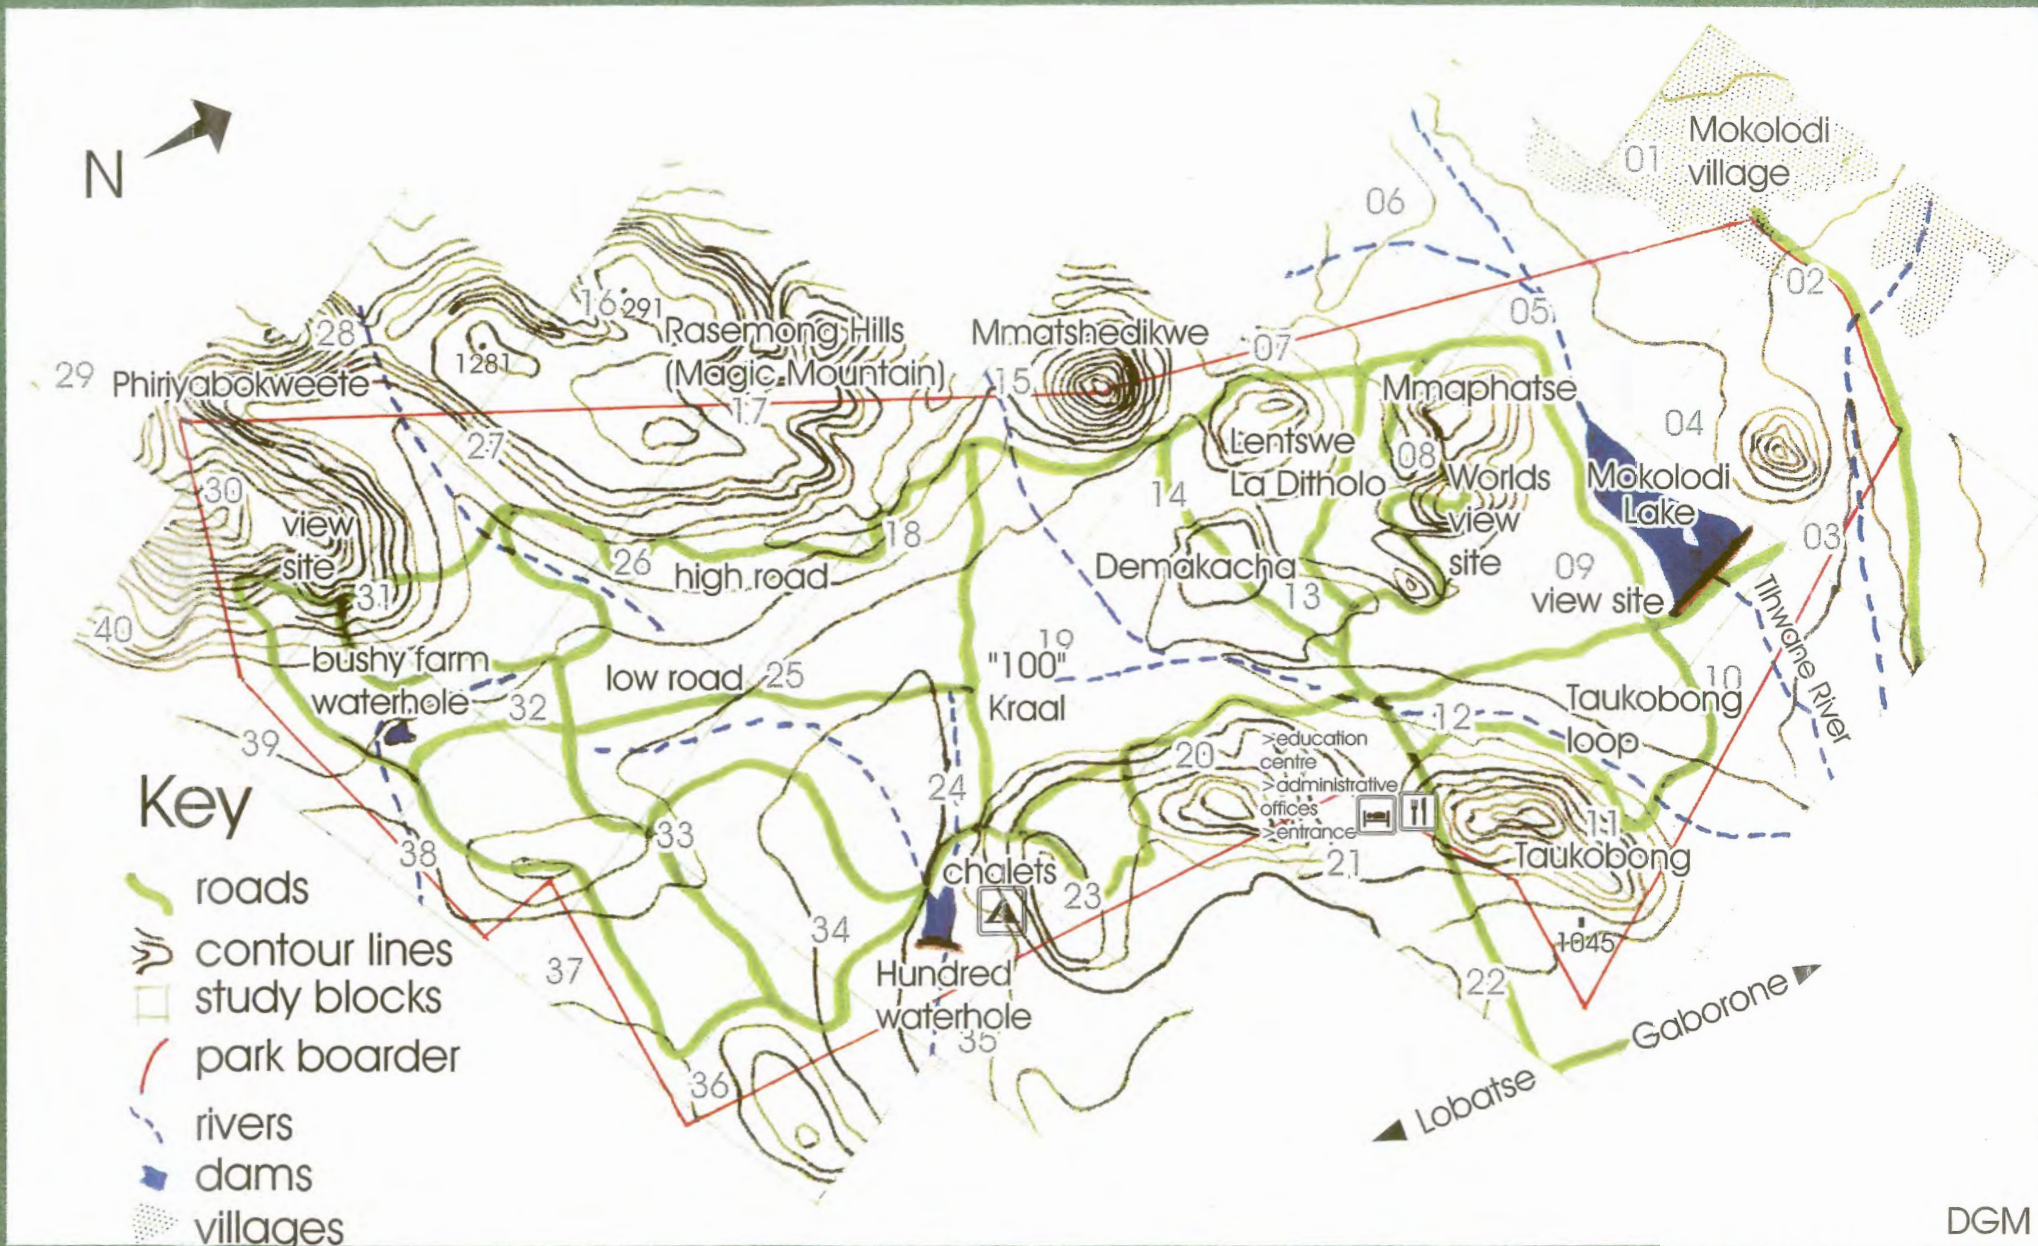 N
Mokolodi
village
01
02
06
05
07
28
29
Phiriyabokweete
1281
16
291
Rasemong Hills
(Magic Mountain)
17
Mmatshedikwe
15
Mmaphatse
04
27
30
view
site
31
40
26
high road
18
14
Lentswe
La Ditholo
08
Worlds
view
site
Mokolodi
Lake
03
09
view site
Demakacha
13
19
"100"
Kraal
Tlhwane River
10
bushy farm
waterhole
32
low road
25
39
Taukobong
loop
12
20
>education
centre
>administrative
offices
>entrance
21
11
Taukobong
1045
22
24
chalets
23
33
34
38
37
Hundred
waterhole
35
36
Gaborone
Lobatse
Key
roads
contour lines
study blocks
park boarder
rivers
dams
villages
DGM